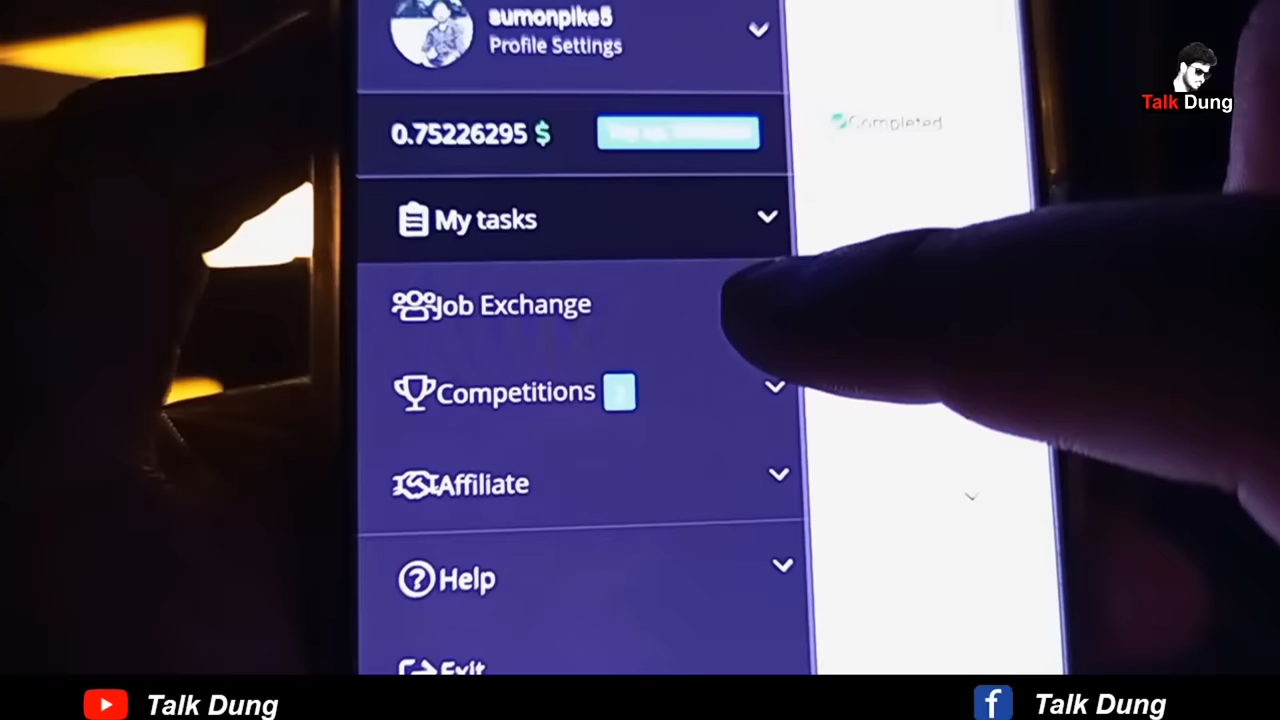 sumonpike5
Profile Settings
0.75226295 $
Completed
My tasks
Job Exchange
Competitions
Affiliate
Help
Exit
Talk Dung
Talk Dung
Talk Dung